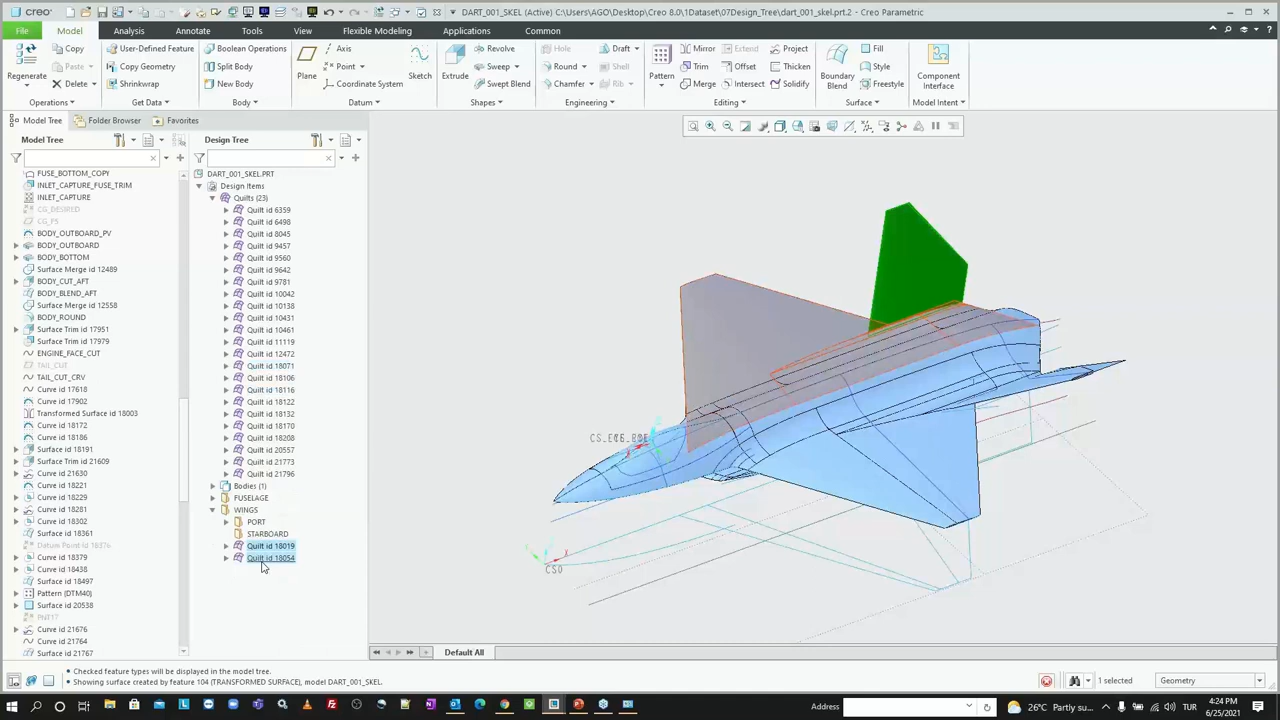 creo
DART_001_SKEL (Active) C:\Users\AGO\Desktop\Creo 8.0\1Dataset\07Design_Tree\dart_001_skel.prt.2 - Creo Parametric
File Model Analysis Annotate Tools View Flexible Modeling Applications Common
Regenerate
Copy
Paste
Delete
Operations
User-Defined Feature
Copy Geometry
Shrinkwrap
Get Data
Boolean Operations
Split Body
New Body
Body
Plane
Axis
Point
Coordinate System
Sketch
Datum
Extrude
Revolve
Sweep
Swept Blend
Shapes
Hole
Round
Chamfer
Draft
Shell
Rib
Engineering
Pattern
Mirror
Trim
Merge
Extend
Offset
Intersect
Project
Thicken
Solidify
Editing
Boundary
Blend
Fill
Style
Freestyle
Surface
Component
Interface
Model Intent
Model Tree Folder Browser Favorites
Model Tree
FUSE_BOTTOM_COPY
INLET_CAPTURE_FUSE_TRIM
INLET_CAPTURE
CG_DESIRED
BODY_OUTBOARD_PV
BODY_OUTBOARD
BODY_BOTTOM
Surface Merge id 12489
BODY_CUT_AFT
BODY_BLEND_AFT
Surface Merge id 12558
BODY_ROUND
Surface Trim id 17951
Surface Trim id 17979
ENGINE_FACE_CUT
TAIL_CUT
TAIL_CUT_CRV
Curve id 17618
Curve id 17902
Transformed Surface id 18003
Curve id 18172
Curve id 18186
Surface id 18191
Surface Trim id 21609
Curve id 21630
Curve id 18221
Curve id 18229
Curve id 18281
Curve id 18302
Surface id 18361
Curve id 18379
Curve id 18438
Surface id 18497
Pattern (DTM40)
Surface id 20538
PNT17
Curve id 21676
Curve id 21764
Surface id 21767
Design Tree
DART_001_SKEL.PRT
Design Items
Quilts (23)
Quilt id 6359
Quilt id 6498
Quilt id 8045
Quilt id 9457
Quilt id 9560
Quilt id 9642
Quilt id 9781
Quilt id 10042
Quilt id 10138
Quilt id 10431
Quilt id 10461
Quilt id 11119
Quilt id 12472
Quilt id 18071
Quilt id 18106
Quilt id 18116
Quilt id 18122
Quilt id 18132
Quilt id 18170
Quilt id 18208
Quilt id 20557
Quilt id 21773
Quilt id 21796
Bodies (1)
FUSELAGE
WINGS
PORT
STARBOARD
Quilt id 18019
Quilt id 18054
CS0
x
Default All
• Checked feature types will be displayed in the model tree.
• Showing surface created by feature 104 (TRANSFORMED SURFACE), model DART_001_SKEL.
1 selected
Geometry
Address
26°C Partly su...
TUR
4:24 PM
6/25/2021